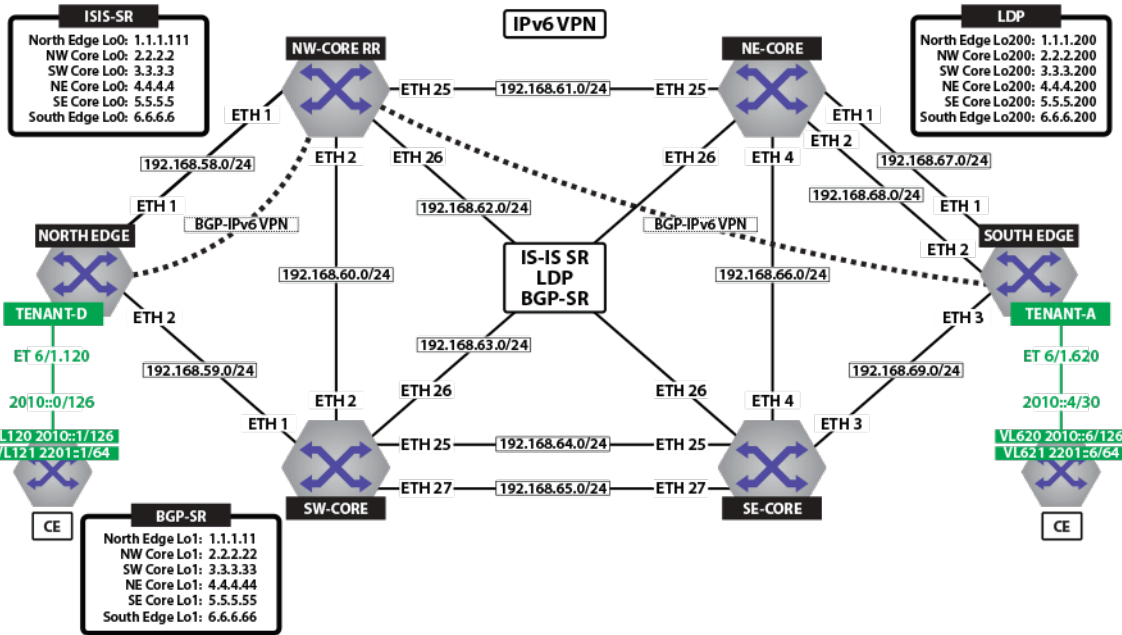 ISIS-SR
North Edge Lo0: 1.1.1.111
NW Core Lo0: 2.2.2.2
SW Core Lo0: 3.3.3.3
NE Core Lo0: 4.4.4.4
SE Core Lo0: 5.5.5.5
South Edge Lo0: 6.6.6.6
IPv6 VPN
LDP
North Edge Lo200: 1.1.1.200
NW Core Lo200: 2.2.2.200
SW Core Lo200: 3.3.3.200
NE Core Lo200: 4.4.4.200
SE Core Lo200: 5.5.5.200
South Edge Lo200: 6.6.6.200
NW-CORE RR
NE-CORE
ETH 25
192.168.61.0/24
ETH 25
ETH 1
ETH 2
ETH 26
ETH 26
ETH 4
ETH 2
ETH 1
192.168.58.0/24
192.168.67.0/24
192.168.68.0/24
192.168.62.0/24
ETH 1
ETH 1
BGP-IPv6 VPN
BGP-IPv6 VPN
NORTH EDGE
SOUTH EDGE
ETH 2
192.168.60.0/24
IS-IS SR
LDP
BGP-SR
192.168.66.0/24
TENANT-D
ETH 2
ETH 3
TENANT-A
ET 6/1.120
192.168.59.0/24
192.168.63.0/24
192.168.69.0/24
ET 6/1.620
2010::0/126
ETH 1
ETH 2
ETH 26
ETH 26
ETH 4
ETH 3
2010::4/30
VL120 2010::1/126
VL121 2201::1/64
VL620 2010::6/126
VL621 2201::6/64
ETH 25
192.168.64.0/24
ETH 25
ETH 27
192.168.65.0/24
ETH 27
SW-CORE
SE-CORE
CE
CE
BGP-SR
North Edge Lo1: 1.1.1.11
NW Core Lo1: 2.2.2.22
SW Core Lo1: 3.3.3.33
NE Core Lo1: 4.4.4.44
SE Core Lo1: 5.5.5.55
South Edge Lo1: 6.6.6.66